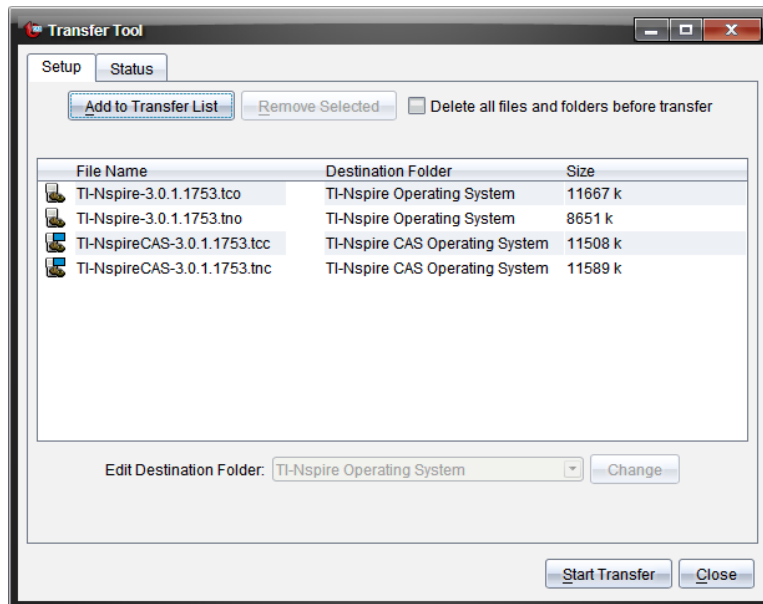 Transfer Tool
Setup Status
Add to Transfer List Remove Selected Delete all files and folders before transfer
File Name Destination Folder Size
TI-Nspire-3.0.1.1753.tco TI-Nspire Operating System 11667 k
TI-Nspire-3.0.1.1753.tno TI-Nspire Operating System 8651 k
TI-NspireCAS-3.0.1.1753.tcc TI-Nspire CAS Operating System 11508 k
TI-NspireCAS-3.0.1.1753.tnc TI-Nspire CAS Operating System 11589 k
Edit Destination Folder: TI-Nspire Operating System Change
Start Transfer Close